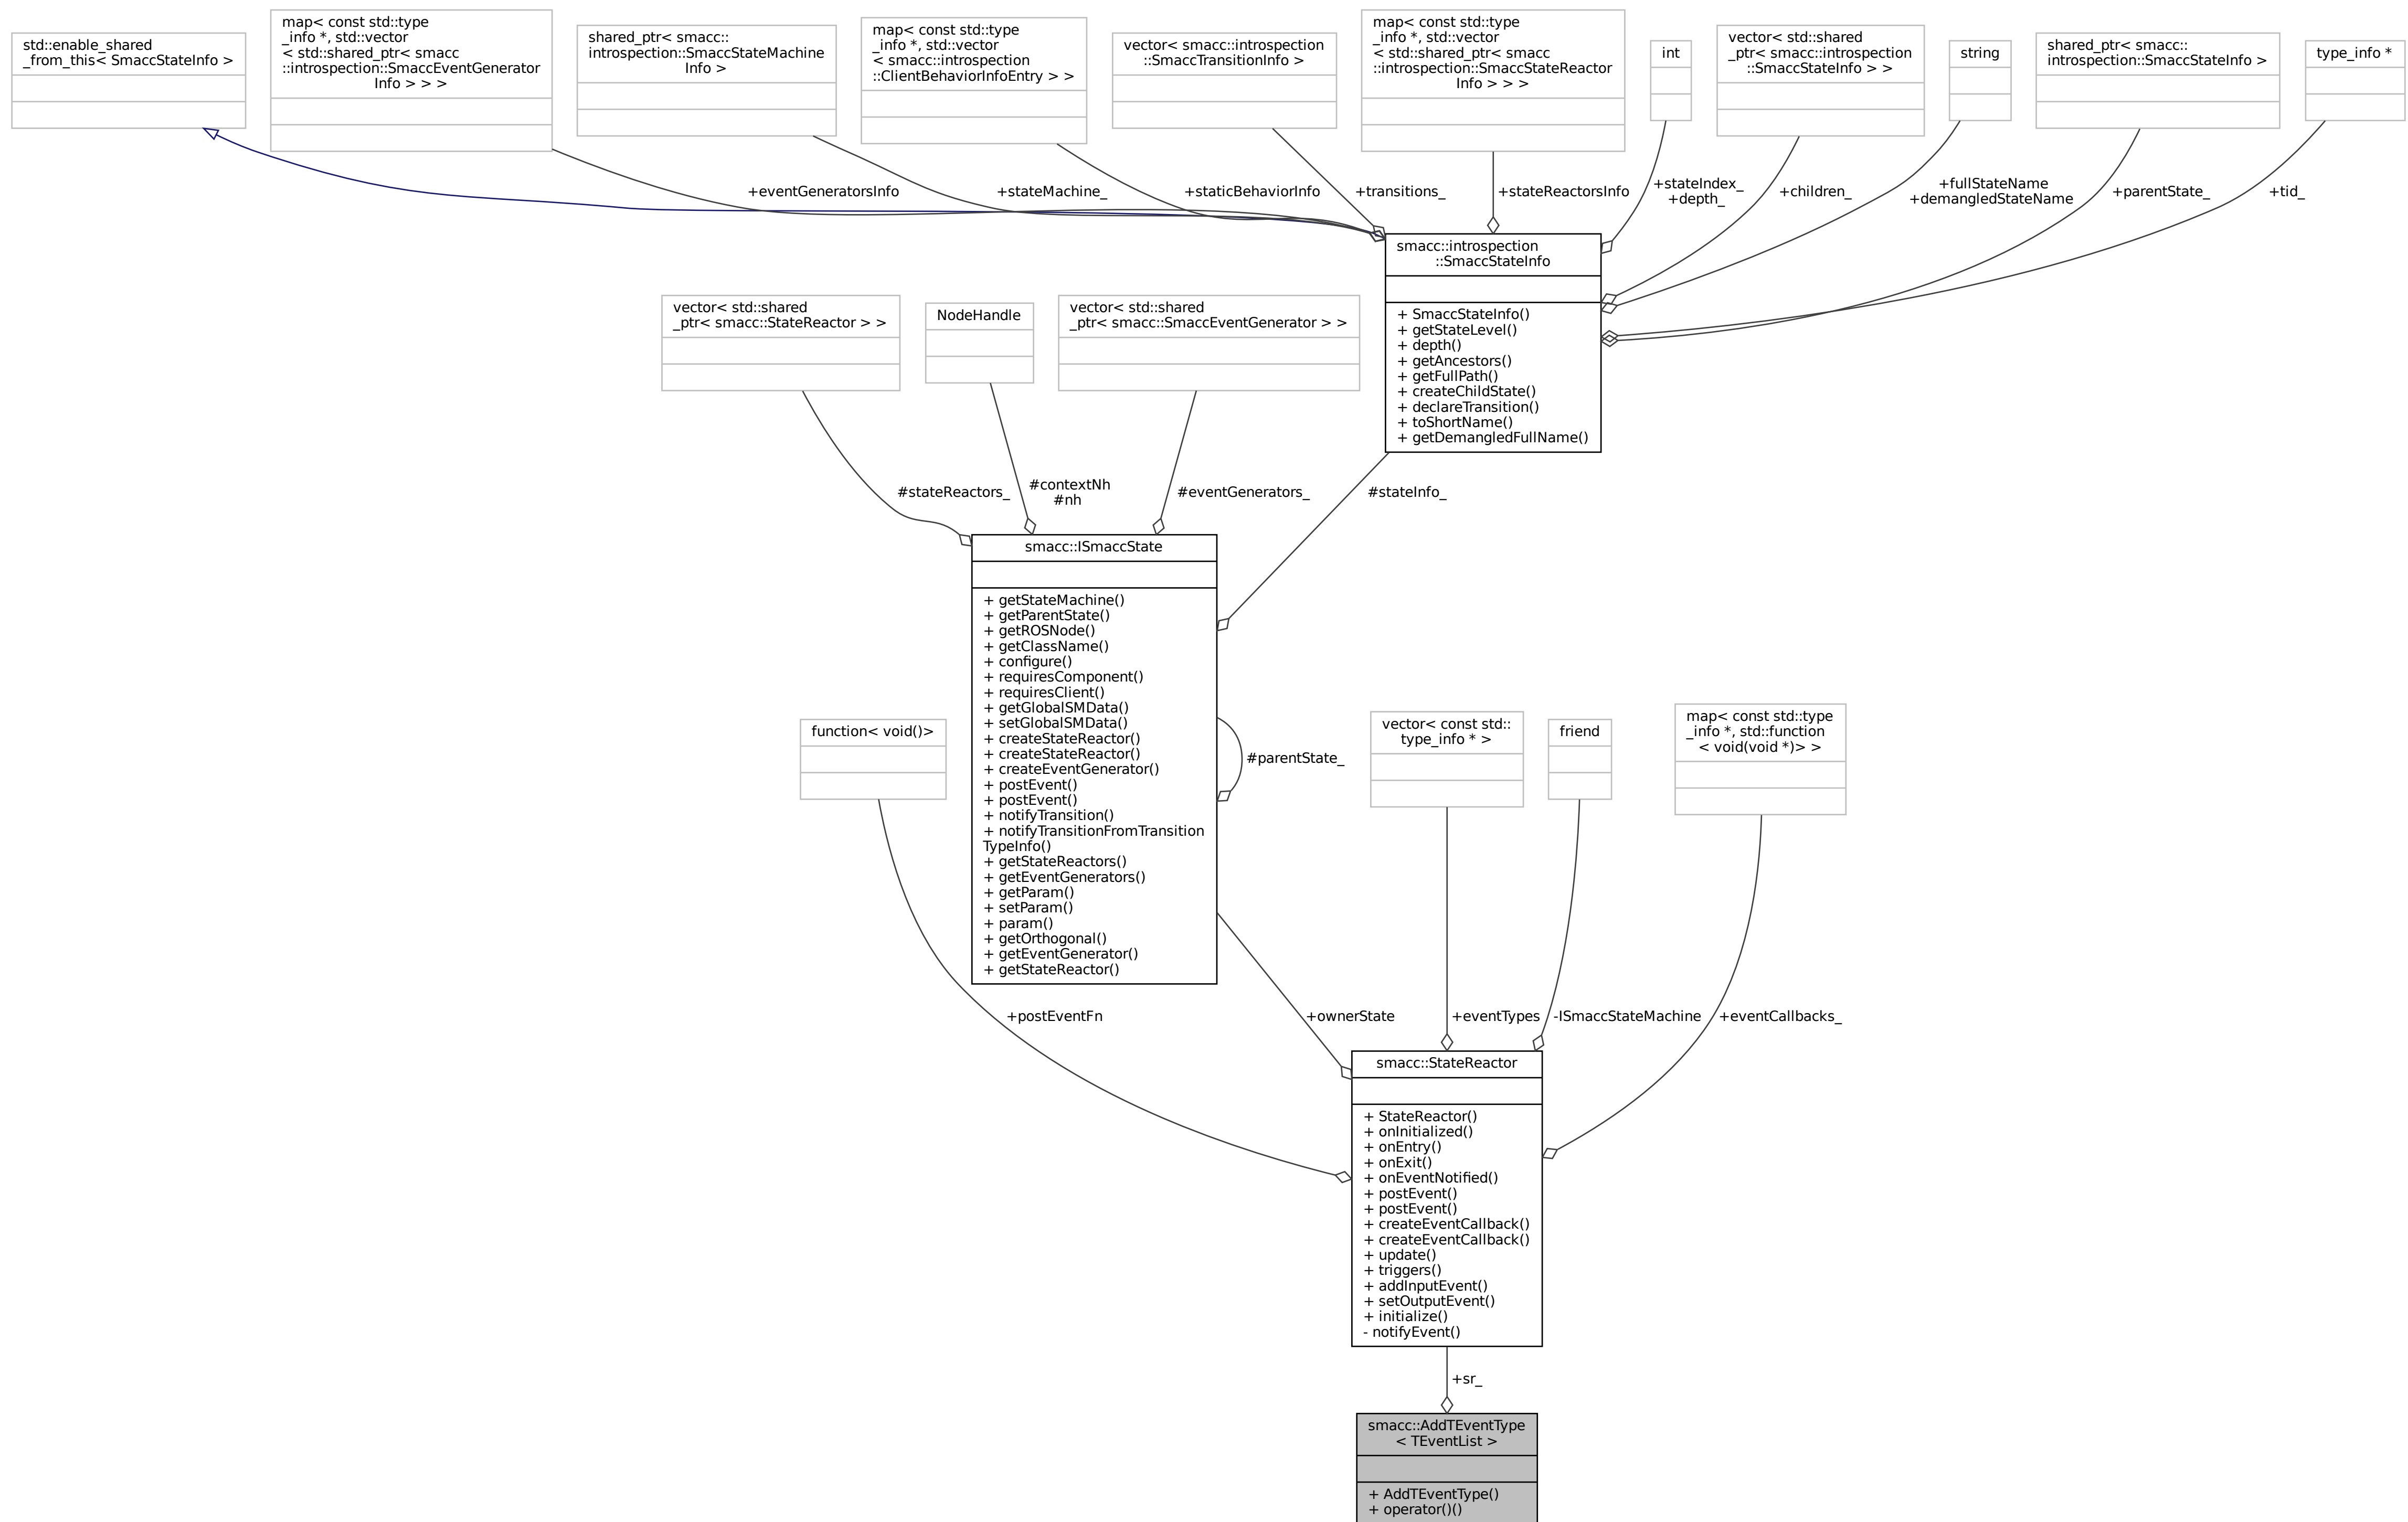 std::enable_shared
_from_this< SmaccStateInfo >
map< const std::type
_info *, std::vector
< std::shared_ptr< smacc
::introspection::SmaccEventGenerator
Info > > >
shared_ptr< smacc::
introspection::SmaccStateMachine
Info >
map< const std::type
_info *, std::vector
< smacc::introspection
::ClientBehaviorInfoEntry > >
vector< smacc::introspection
::SmaccTransitionInfo >
map< const std::type
_info *, std::vector
< std::shared_ptr< smacc
::introspection::SmaccStateReactor
Info > > >
int
vector< std::shared
_ptr< smacc::introspection
::SmaccStateInfo > >
string
shared_ptr< smacc::
introspection::SmaccStateInfo >
type_info *
+eventGeneratorsInfo
+stateMachine_
+staticBehaviorInfo
+transitions_
+stateReactorsInfo
+stateIndex_
+depth_
+children_
+fullStateName
+demangledStateName
+parentState_
+tid_
smacc::introspection
::SmaccStateInfo
+ SmaccStateInfo()
+ getStateLevel()
+ depth()
+ getAncestors()
+ getFullPath()
+ createChildState()
+ declareTransition()
+ toShortName()
+ getDemangledFullName()
vector< std::shared
_ptr< smacc::StateReactor > >
NodeHandle
vector< std::shared
_ptr< smacc::SmaccEventGenerator > >
#stateReactors_
#contextNh
#nh
#eventGenerators_
#stateInfo_
smacc::ISmaccState
+ getStateMachine()
+ getParentState()
+ getROSNode()
+ getClassName()
+ configure()
+ requiresComponent()
+ requiresClient()
+ getGlobalSMData()
+ setGlobalSMData()
+ createStateReactor()
+ createStateReactor()
+ createEventGenerator()
+ postEvent()
+ postEvent()
+ notifyTransition()
+ notifyTransitionFromTransition
TypeInfo()
+ getStateReactors()
+ getEventGenerators()
+ getParam()
+ setParam()
+ param()
+ getOrthogonal()
+ getEventGenerator()
+ getStateReactor()
#parentState_
function< void()>
vector< const std::
type_info * >
friend
map< const std::type
_info *, std::function
< void(void *)> >
+postEventFn
+ownerState
+eventTypes
-ISmaccStateMachine
+eventCallbacks_
smacc::StateReactor
+ StateReactor()
+ onInitialized()
+ onEntry()
+ onExit()
+ onEventNotified()
+ postEvent()
+ postEvent()
+ createEventCallback()
+ createEventCallback()
+ update()
+ triggers()
+ addInputEvent()
+ setOutputEvent()
+ initialize()
- notifyEvent()
+sr_
smacc::AddTEventType
< TEventList >
+ AddTEventType()
+ operator()()